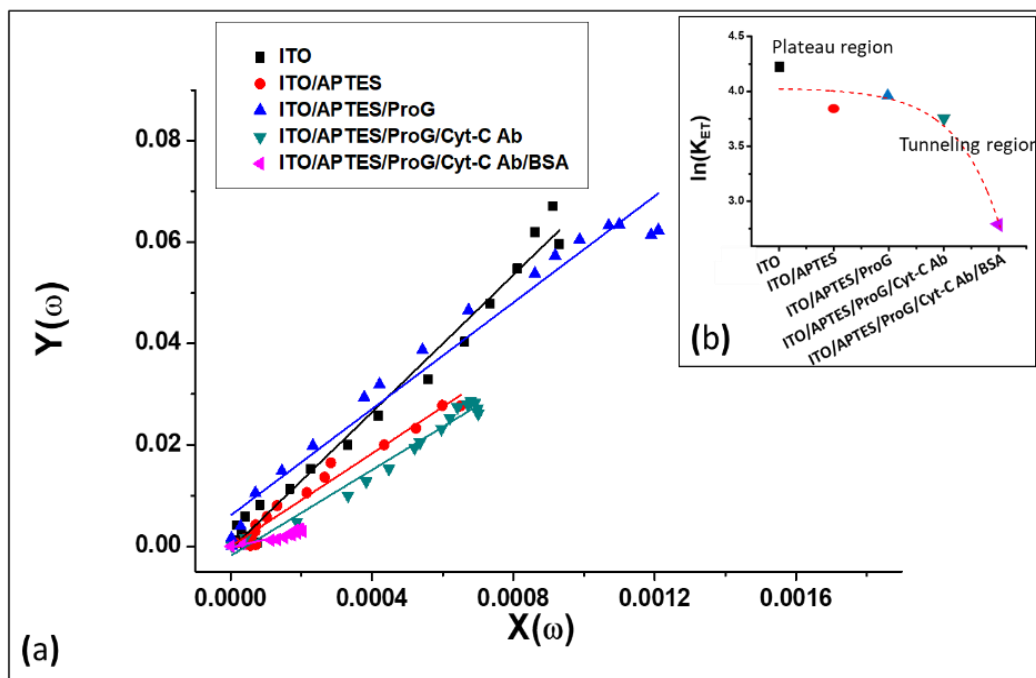 ITO
ITO/APTES
ITO/APTES/ProG
ITO/APTES/ProG/Cyt-C Ab
ITO/APTES/ProG/Cyt-C Ab/BSA
0.08
0.06
0.04
0.02
0.00
Y(ω)
0.0000
0.0004
0.0008
0.0012
0.0016
X(ω)
(a)
4.5
4.0
3.5
3.0
ln(K_ET)
Plateau region
Tunneling region
ITO
ITO/APTES
ITO/APTES/ProG
ITO/APTES/ProG/Cyt-C Ab
ITO/APTES/ProG/Cyt-C Ab/BSA
(b)